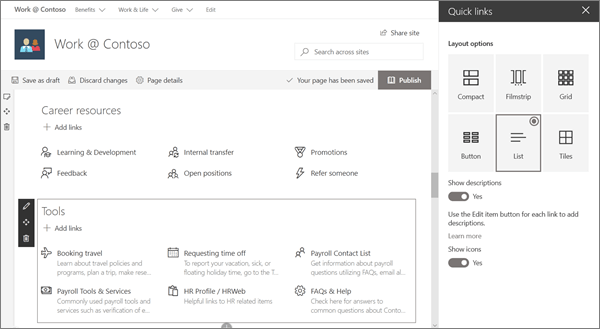 Work @ Contoso Benefits Work & Life Give Edit
Share site
Work @ Contoso
Search across sites
Save as draft Discard changes Page details Your page has been saved Publish
Career resources
Add links
Learning & Development Internal transfer Promotions
Feedback Open positions Refer someone
Tools
Add links
Booking travel Requesting time off Payroll Contact List
Learn about travel policies and To report your vacation, sick, or Get information about payroll
programs, plan a trip, make rese... floating holiday time, go to the T... questions utilizing FAQs, email al...
Payroll Tools & Services HR Profile / HRWeb FAQs & Help
Commonly used payroll tools and Helpful links to HR related items Check here for answers to
services such as verification of e... common questions about Conto...
Quick links
Layout options
Compact Filmstrip Grid
Button List Tiles
Show descriptions
Yes
Use the Edit item button for each link to add
descriptions.
Learn more
Show icons
Yes